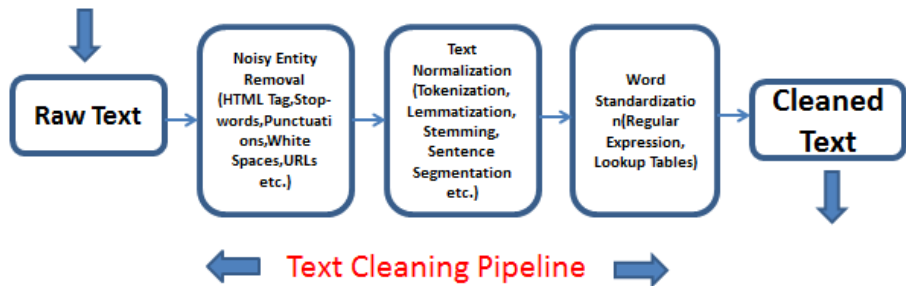 Raw Text
Noisy Entity
Removal
(HTML Tag,Stop-
words,Punctuati
ons,White
Spaces,URLs
etc.)
Text
Normalization
(Tokenization,
Lemmatization,
Stemming,
Sentence
Segmentation
etc.)
Word
Standardizatio
n(Regular
Expression,
Lookup Tables)
Cleaned
Text
Text Cleaning Pipeline